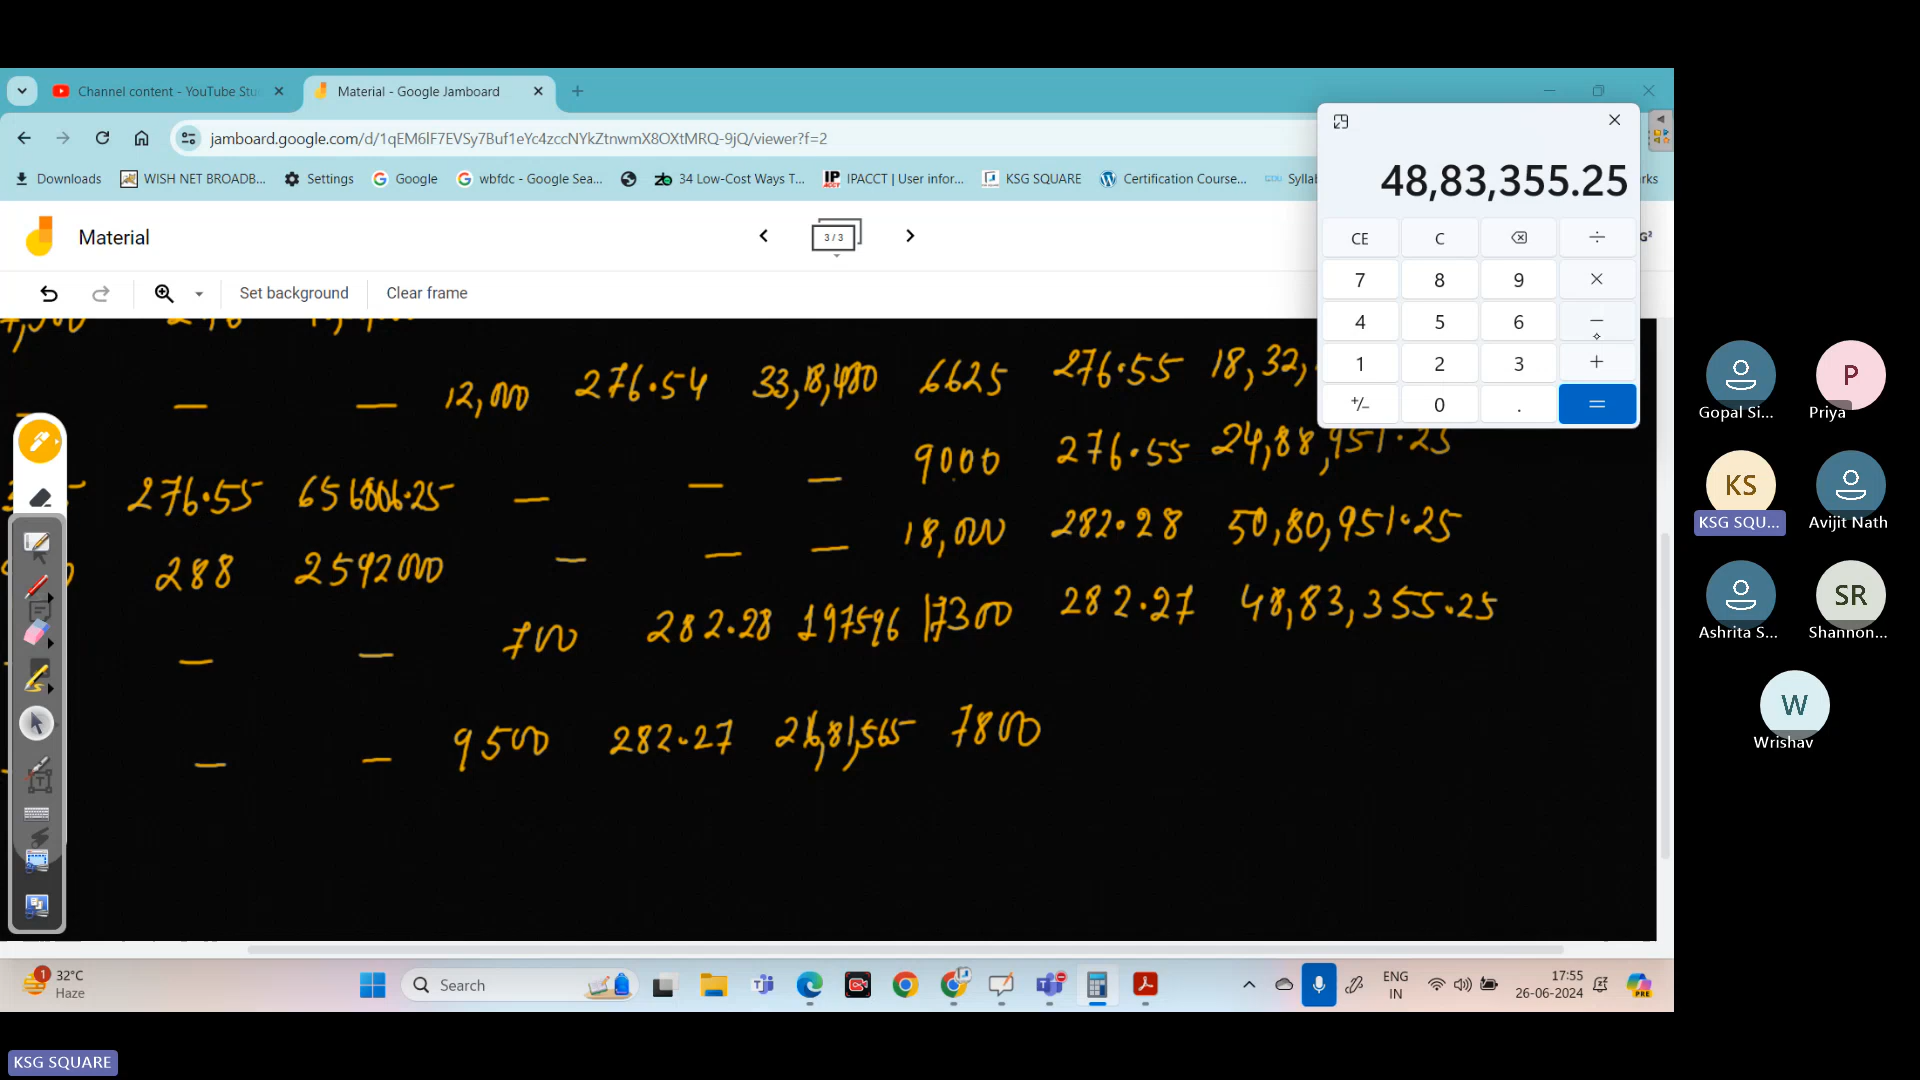 Channel content - YouTube Stu
Material - Google Jamboard
jamboard.google.com/d/1qEM6lF7EVSy7Buf1eYc4zccNYkZtnwmX8OXtMRQ-9jQ/viewer?f=2
Downloads WISH NET BROADB... Settings Google wbfdc - Google Sea... 34 Low-Cost Ways T... IPACCT | User infor... KSG SQUARE Certification Course... Sylla rks
48,83,355.25
CE C ÷
7 8 9 ×
4 5 6 −
1 2 3 +
+/− 0 . =
Material
3 / 3
Set background Clear frame
— — 12,000 276.54 33,18,480 6625 276.55 18,32,
9000 276.55 24,88,951.25
276.55 656806.25 — — —
18,000 282.28 50,80,951.25
288 2592000 — — —
— — 700 282.28 197596 17300 282.27 48,83,355.25
— — 9500 282.27 26,81,565 7800
Gopal Si... Priya
P
KS
KSG SQU... Avijit Nath
SR
Ashrita S... Shannon...
W
Wrishav
1 32°C
Haze
Search
ENG
IN
17:55
26-06-2024
PRE
KSG SQUARE